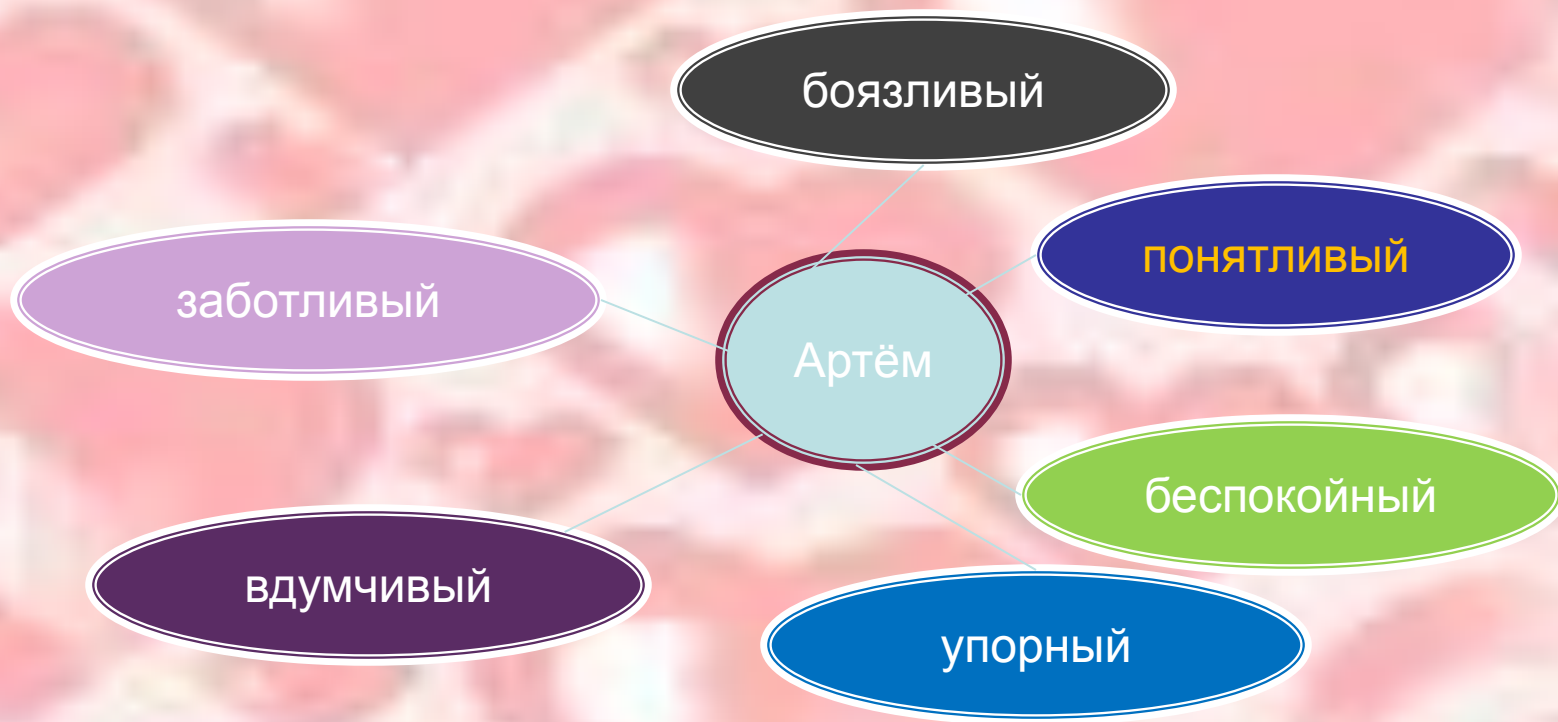 боязливый
понятливый
заботливый
Артём
беспокойный
вдумчивый
упорный